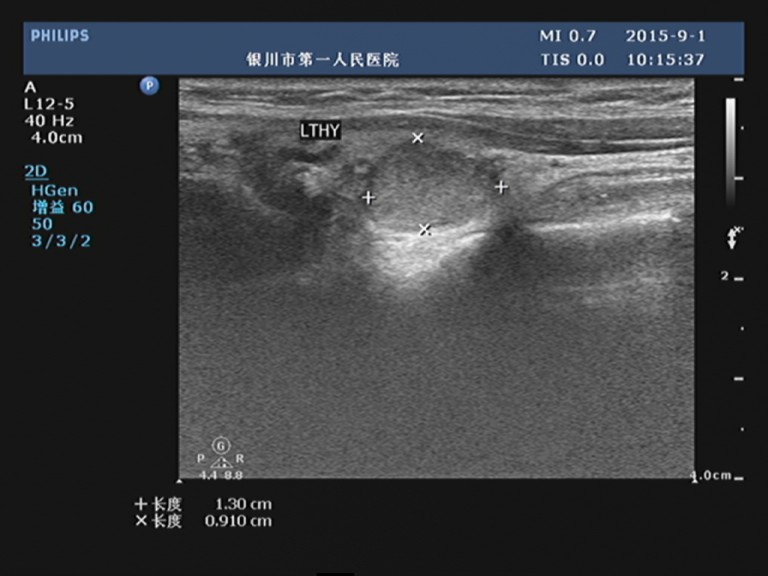 PHILIPS
MI 0.7 2015-9-1
银川市第一人民医院
TIS 0.0 10:15:37
A
L12-5
40 Hz
4.0cm
P
LTHY
2D
HGen
增益 60
50
3/3/2
2
G
P R
4.4 8.8
4.0cm
+ 长度 1.30 cm
× 长度 0.910 cm